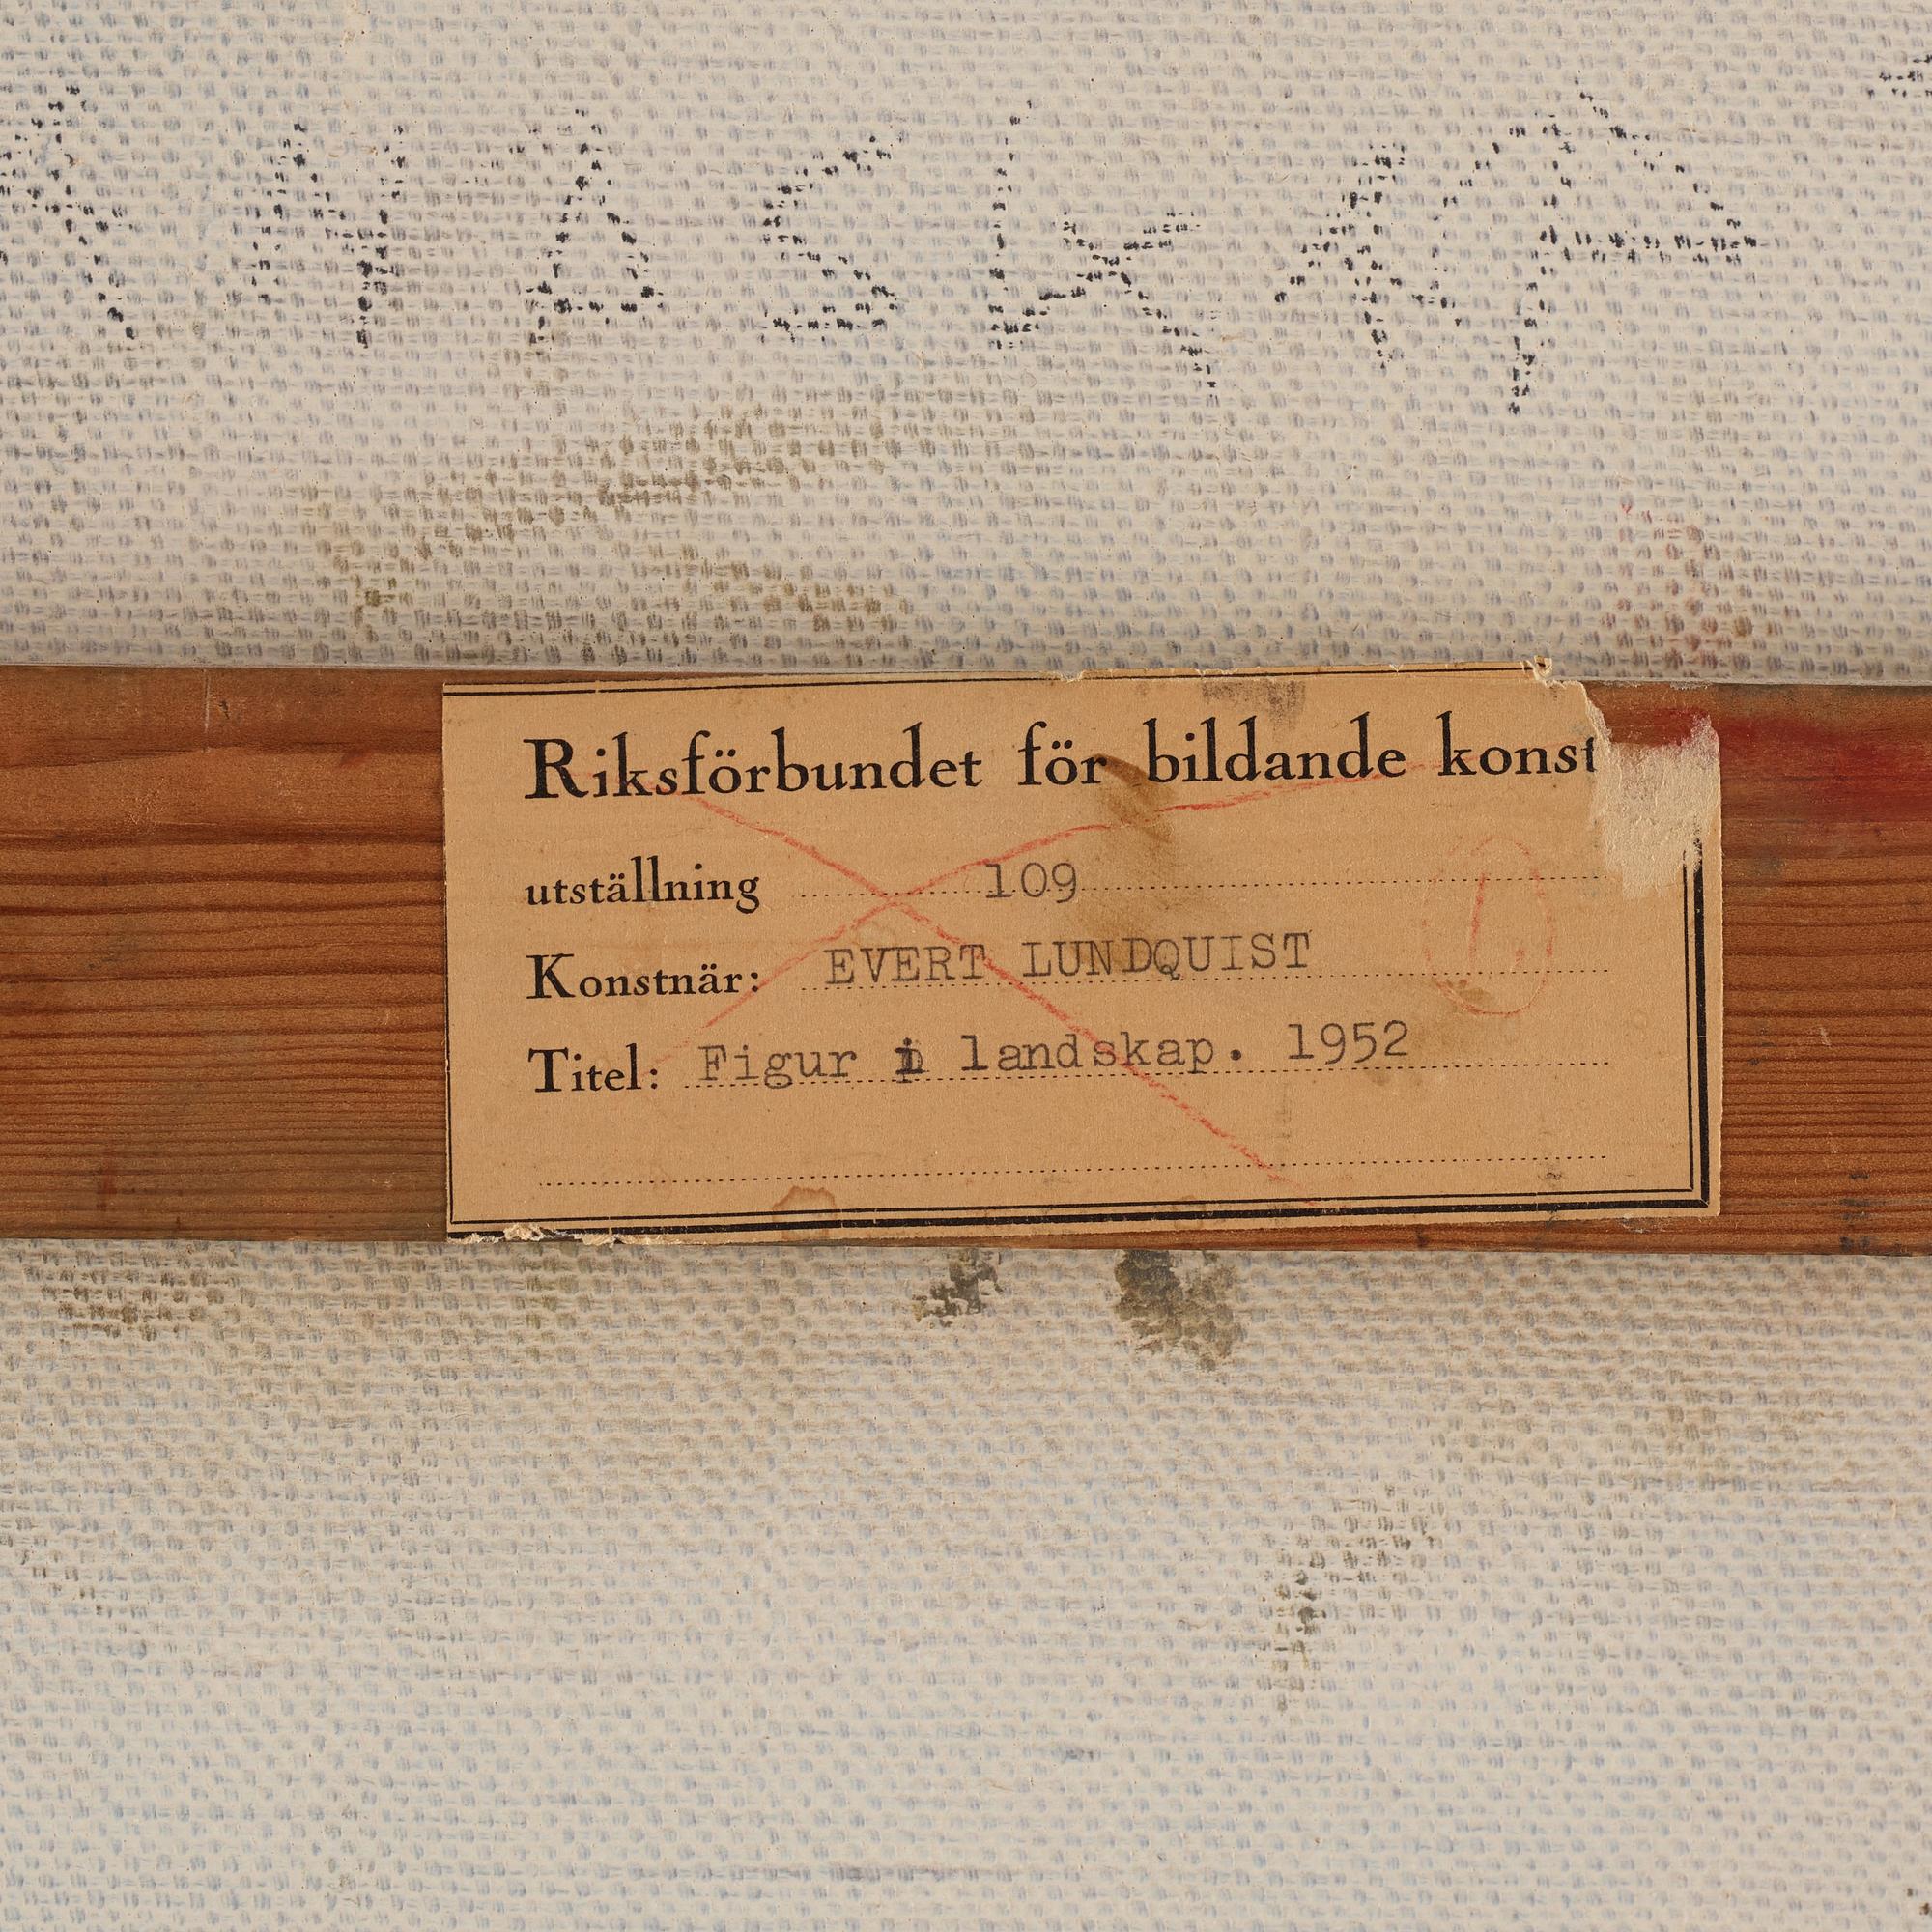 Riksförbundet för bildande konst
utställning 109
Konstnär: EVERT LUNDQUIST
Titel: Figur i landskap. 1952